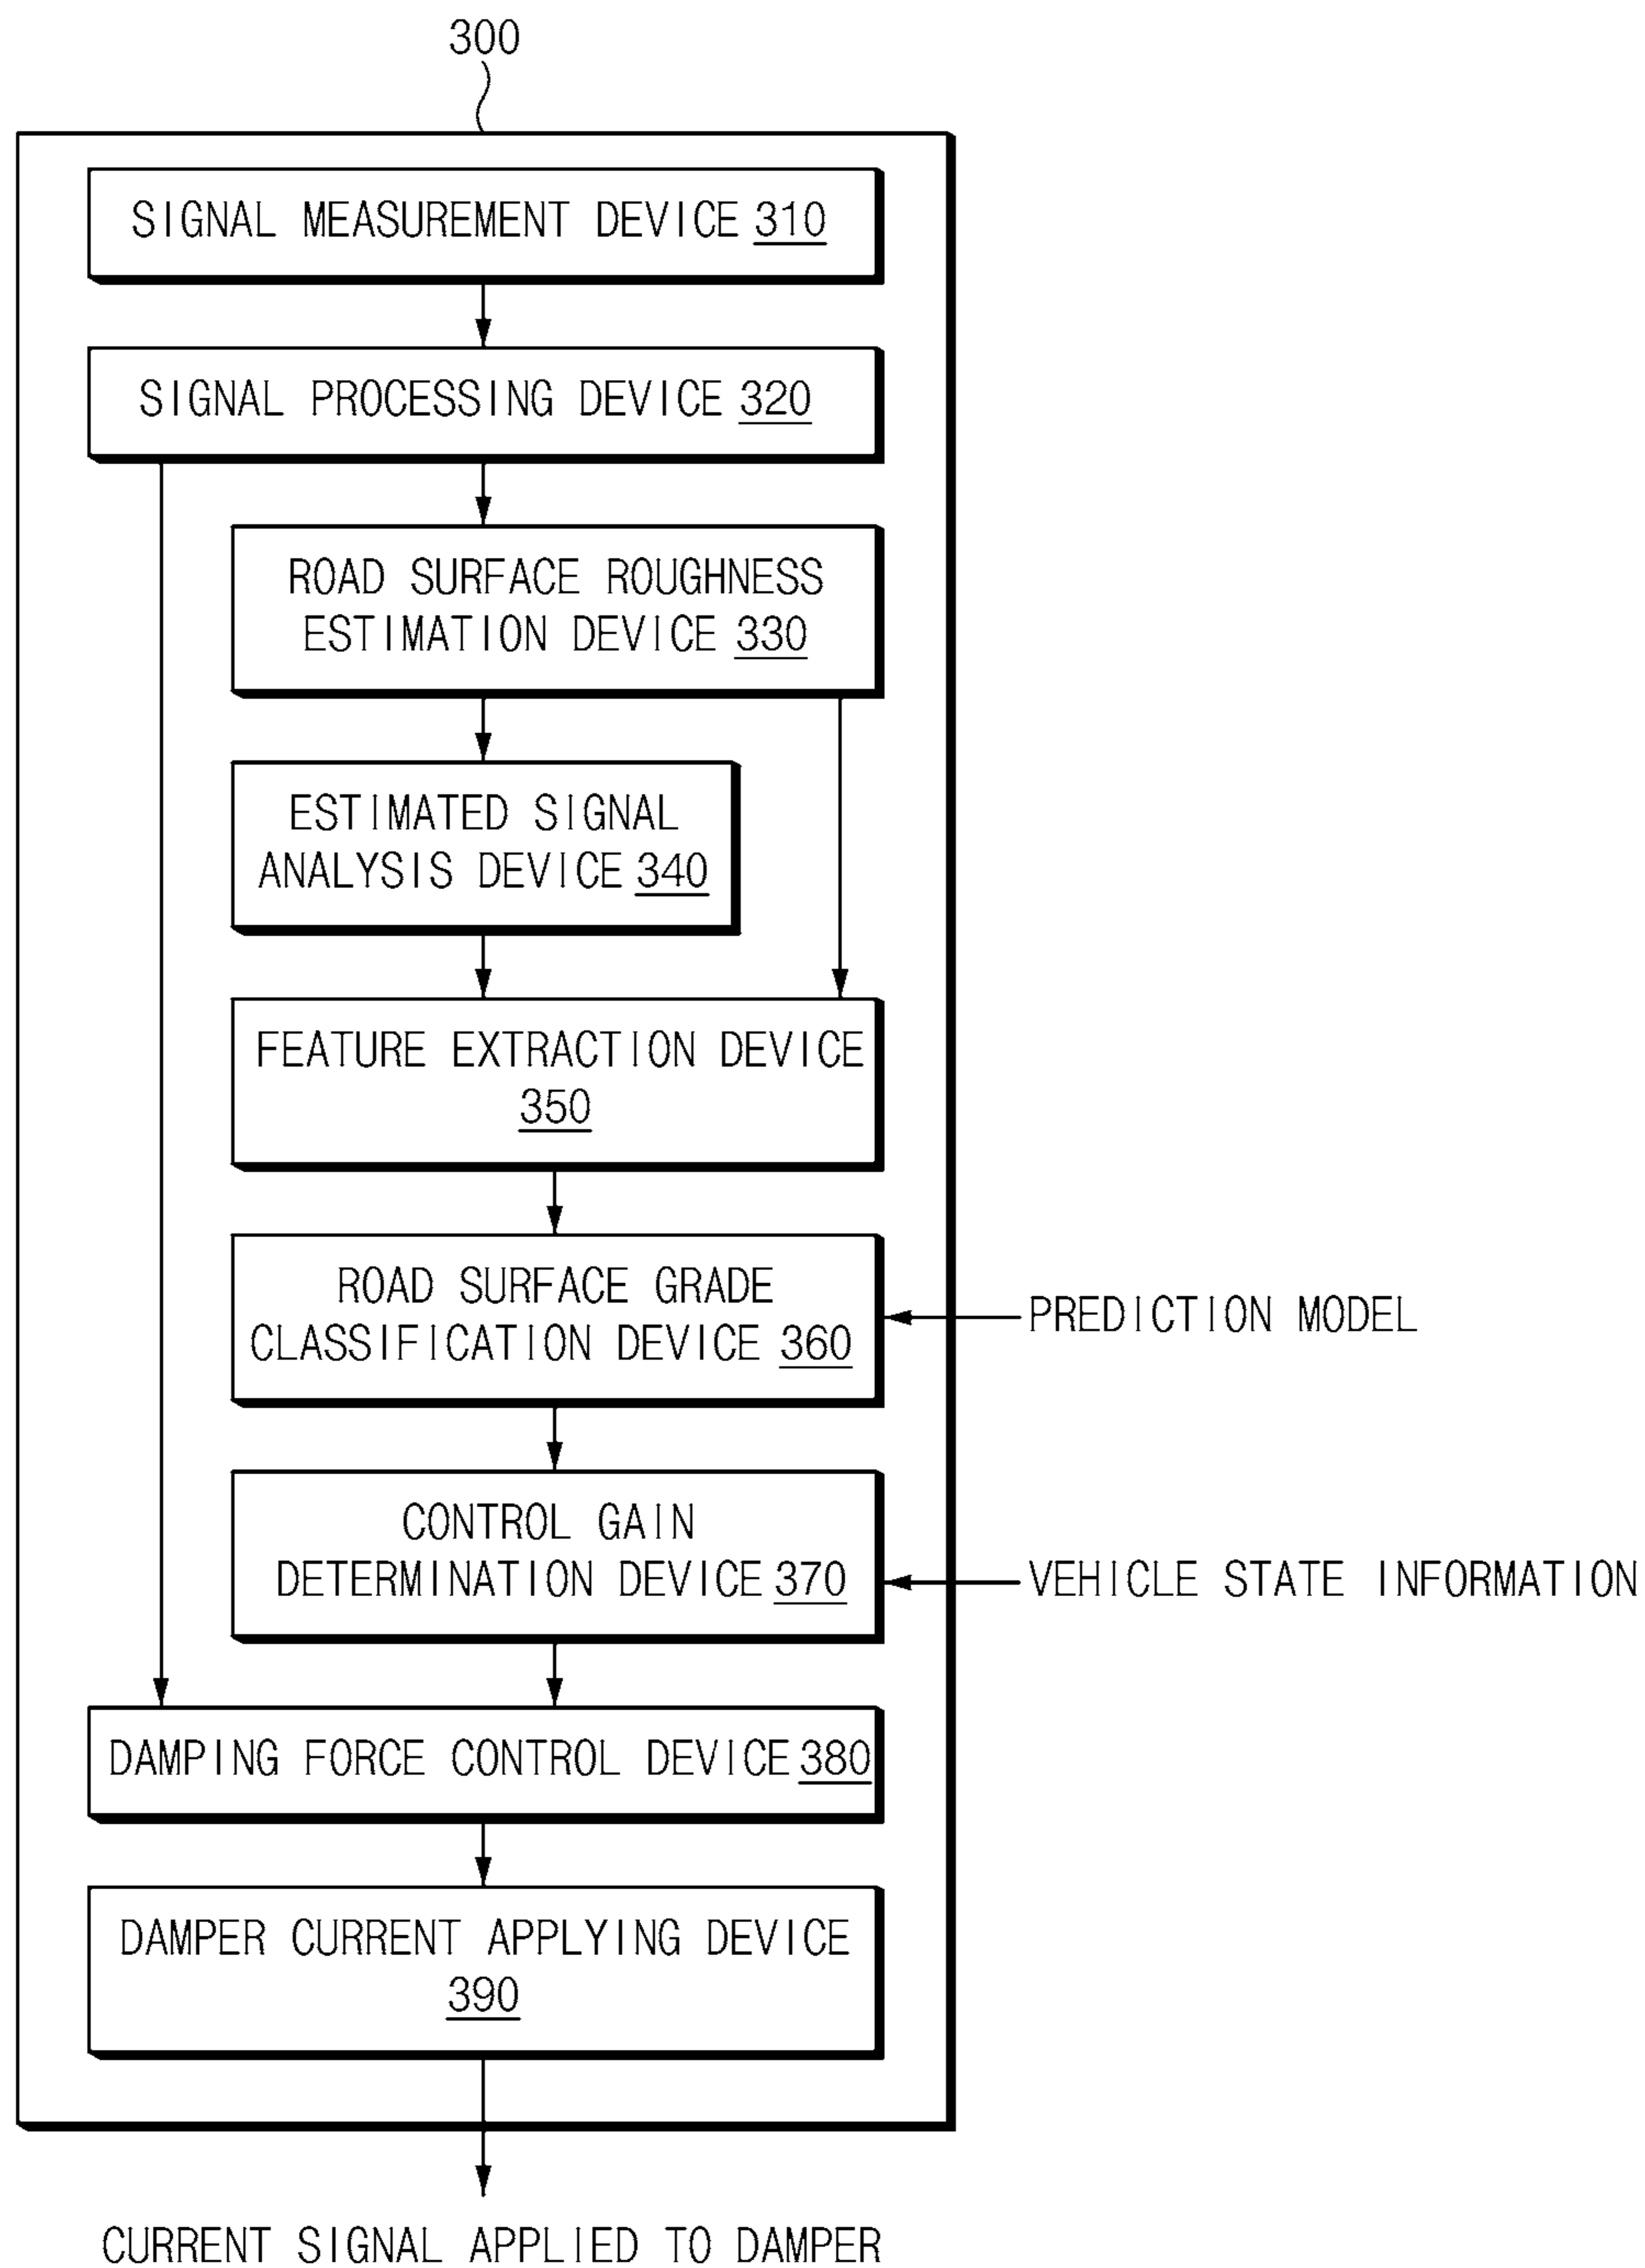 300
SIGNAL MEASUREMENT DEVICE 310
SIGNAL PROCESSING DEVICE 320
ROAD SURFACE ROUGHNESS
ESTIMATION DEVICE 330
ESTIMATED SIGNAL
ANALYSIS DEVICE 340
FEATURE EXTRACTION DEVICE
350
ROAD SURFACE GRADE
CLASSIFICATION DEVICE 360
PREDICTION MODEL
CONTROL GAIN
DETERMINATION DEVICE 370
VEHICLE STATE INFORMATION
DAMPING FORCE CONTROL DEVICE 380
DAMPER CURRENT APPLYING DEVICE
390
CURRENT SIGNAL APPLIED TO DAMPER